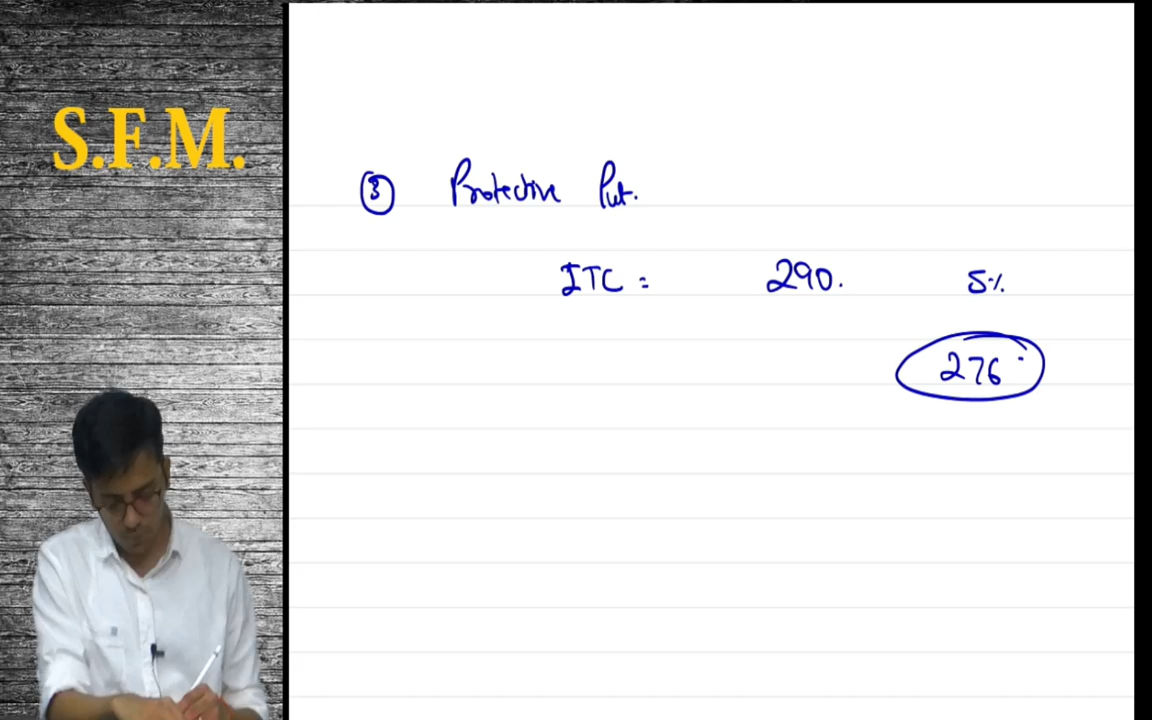 S.F.M.
③ Protective Put.
ITC = 290. 5%
276